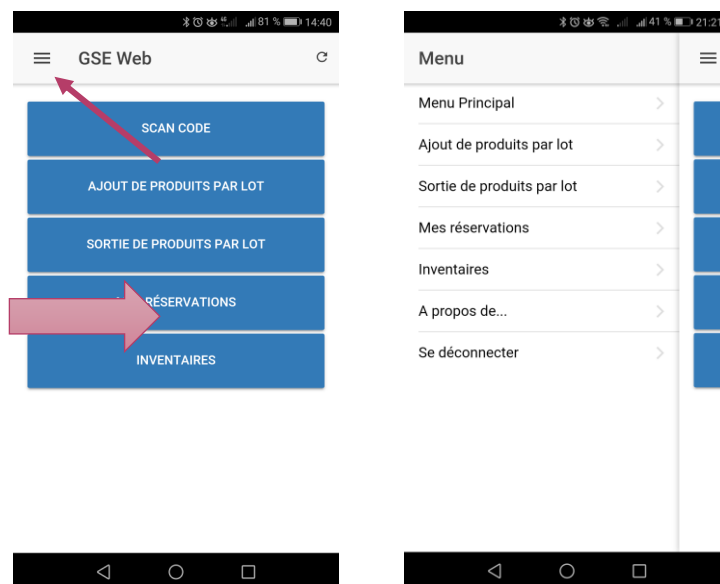 81 % 14:40
GSE Web
SCAN CODE
AJOUT DE PRODUITS PAR LOT
SORTIE DE PRODUITS PAR LOT
RÉSERVATIONS
INVENTAIRES
41 % 21:21
Menu
Menu Principal
Ajout de produits par lot
Sortie de produits par lot
Mes réservations
Inventaires
A propos de...
Se déconnecter